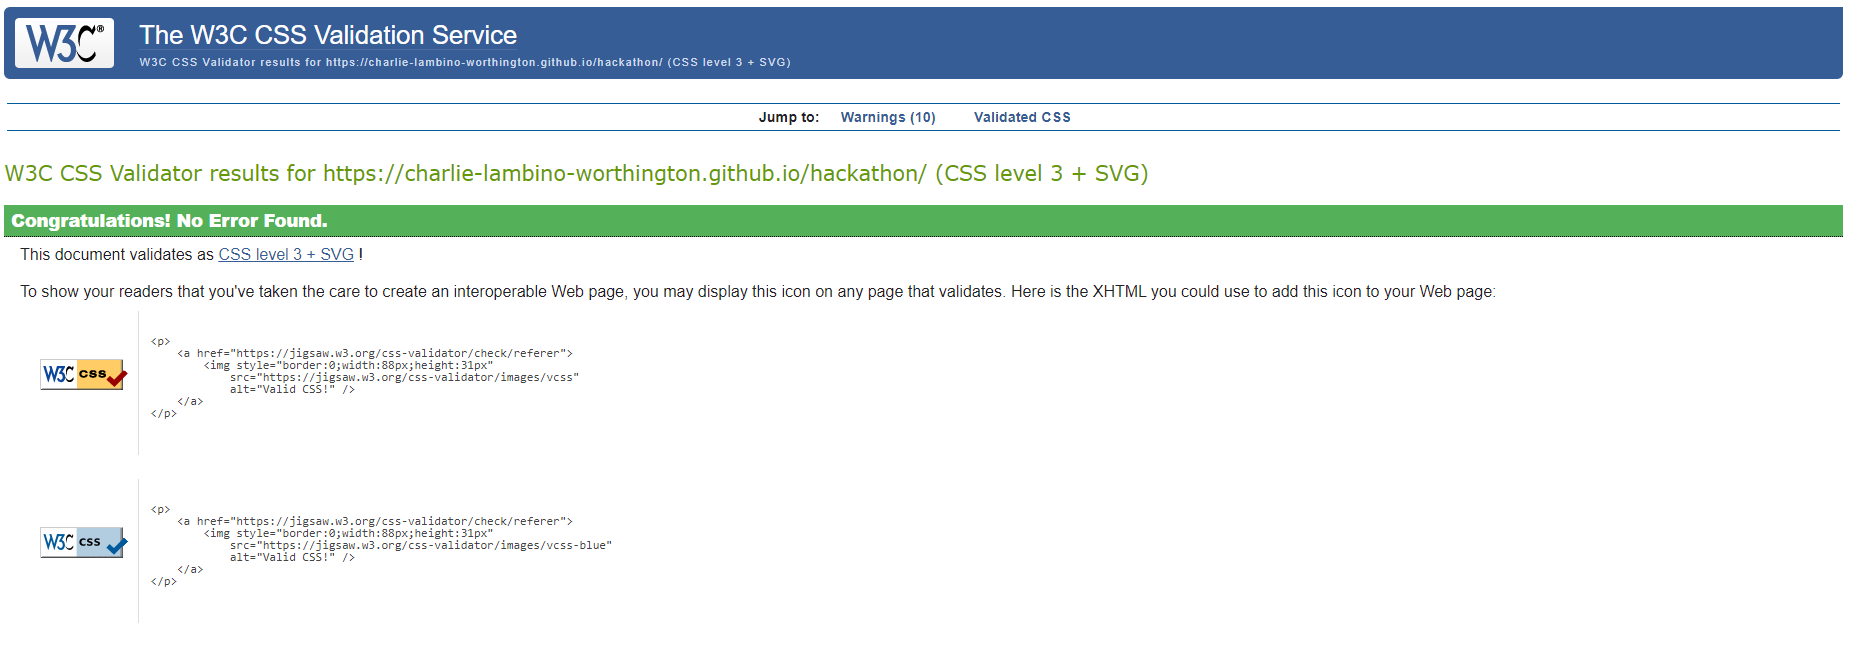 W3C®
The W3C CSS Validation Service
W3C CSS Validator results for https://charlie-lambino-worthington.github.io/hackathon/ (CSS level 3 + SVG)
Jump to: Warnings (10) Validated CSS
W3C CSS Validator results for https://charlie-lambino-worthington.github.io/hackathon/ (CSS level 3 + SVG)
Congratulations! No Error Found.
This document validates as CSS level 3 + SVG !
To show your readers that you've taken the care to create an interoperable Web page, you may display this icon on any page that validates. Here is the XHTML you could use to add this icon to your Web page:
W3C css
<p>
<a href="https://jigsaw.w3.org/css-validator/check/referer">
<img style="border:0;width:88px;height:31px"
src="https://jigsaw.w3.org/css-validator/images/vcss"
alt="Valid CSS!" />
</a>
</p>
W3C css
<p>
<a href="https://jigsaw.w3.org/css-validator/check/referer">
<img style="border:0;width:88px;height:31px"
src="https://jigsaw.w3.org/css-validator/images/vcss-blue"
alt="Valid CSS!" />
</a>
</p>